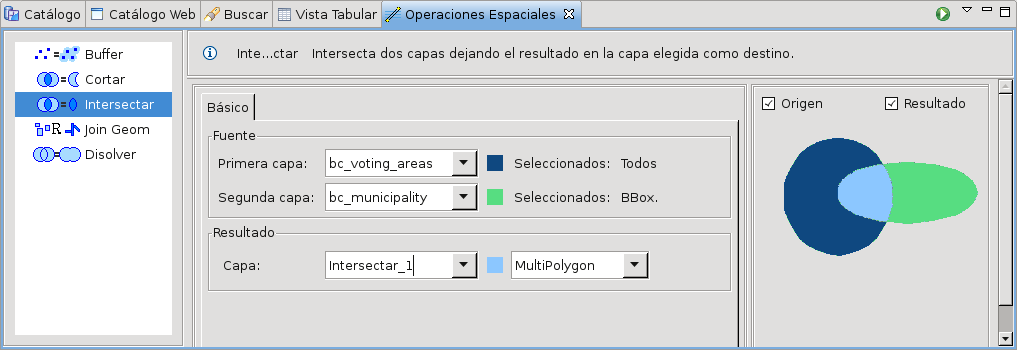 Catálogo Catálogo Web Buscar Vista Tabular Operaciones Espaciales
Buffer
Cortar
Intersectar
Join Geom
Disolver
Inte...ctar Intersecta dos capas dejando el resultado en la capa elegida como destino.
Básico
Fuente
Primera capa: bc_voting_areas Seleccionados: Todos
Segunda capa: bc_municipality Seleccionados: BBox.
Resultado
Capa: Intersectar_1 MultiPolygon
Origen Resultado